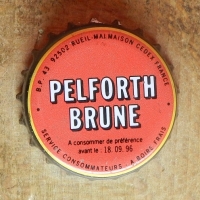 B.P. 43 92502 RUEIL-MALMAISON CEDEX FRANCE
PELFORTH
BRUNE
A consommer de préférence
avant le : 18. 09. 96
SERVICE CONSOMMATEURS • A BOIRE FRAIS